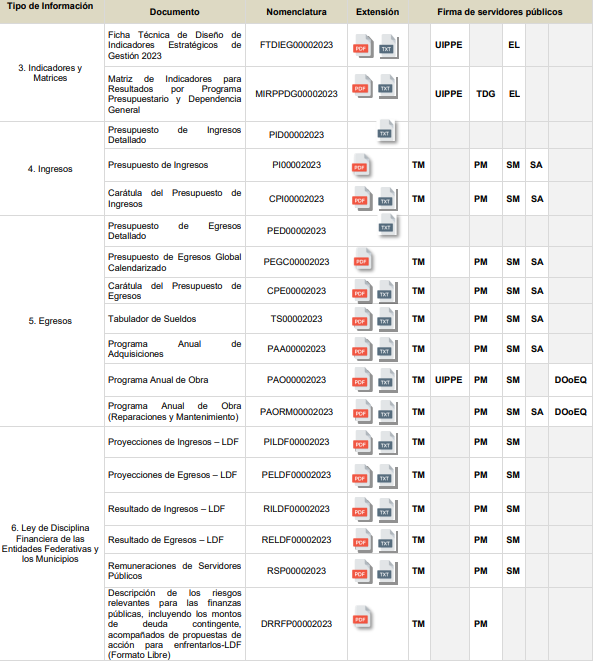 Tipo de Información Documento Nomenclatura Extensión Firma de servidores públicos
3. Indicadores y
Matrices
Ficha Técnica de Diseño de
Indicadores Estratégicos de
Gestión 2023
FTDIEG00002023 PDF TXT UIPPE EL
Matriz de Indicadores para
Resultados por Programa
Presupuestario y Dependencia
General
MIRPPDG00002023 PDF TXT UIPPE TDG EL
4. Ingresos
Presupuesto de Ingresos
Detallado
PID00002023 TXT
Presupuesto de Ingresos PI00002023 PDF TM PM SM SA
Carátula del Presupuesto de
Ingresos
CPI00002023 PDF TXT TM PM SM SA
5. Egresos
Presupuesto de Egresos
Detallado
PED00002023 TXT
Presupuesto de Egresos Global
Calendarizado
PEGC00002023 PDF TM PM SM SA
Carátula del Presupuesto de
Egresos
CPE00002023 PDF TXT TM PM SM SA
Tabulador de Sueldos TS00002023 PDF TXT TM PM SM SA
Programa Anual de
Adquisiciones
PAA00002023 PDF TXT TM PM SM SA
Programa Anual de Obra PAO00002023 PDF TXT TM UIPPE PM SM DOoEQ
Programa Anual de Obra
(Reparaciones y Mantenimiento)
PAORM00002023 PDF TXT TM PM SM SA DOoEQ
6. Ley de Disciplina
Financiera de las
Entidades Federativas y
los Municipios
Proyecciones de Ingresos – LDF PILDF00002023 PDF TXT TM PM SM
Proyecciones de Egresos – LDF PELDF00002023 PDF TXT TM PM SM
Resultado de Ingresos – LDF RILDF00002023 PDF TXT TM PM SM
Resultado de Egresos – LDF RELDF00002023 PDF TXT TM PM SM
Remuneraciones de Servidores
Públicos
RSP00002023 PDF TXT TM PM SM
Descripción de los riesgos
relevantes para las finanzas
públicas, incluyendo los montos
de deuda contingente,
acompañados de propuestas de
acción para enfrentarlos-LDF
(Formato Libre)
DRRFP00002023 PDF TM PM